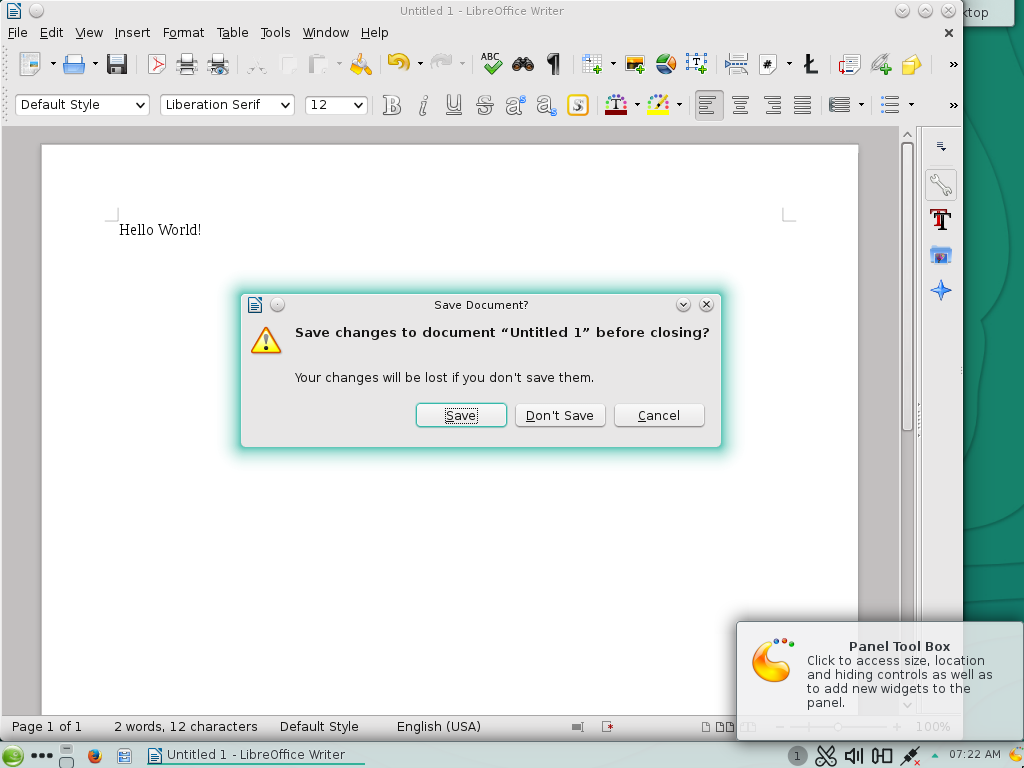 Untitled 1 - LibreOffice Writer
ktop
File Edit View Insert Format Table Tools Window Help
ABC
Default Style Liberation Serif 12
Hello World!
Save Document?
Save changes to document “Untitled 1” before closing?
Your changes will be lost if you don't save them.
Save Don't Save Cancel
Panel Tool Box
Click to access size, location
and hiding controls as well as
to add new widgets to the
panel.
Page 1 of 1 2 words, 12 characters Default Style English (USA) 100%
Untitled 1 - LibreOffice Writer 1 07:22 AM